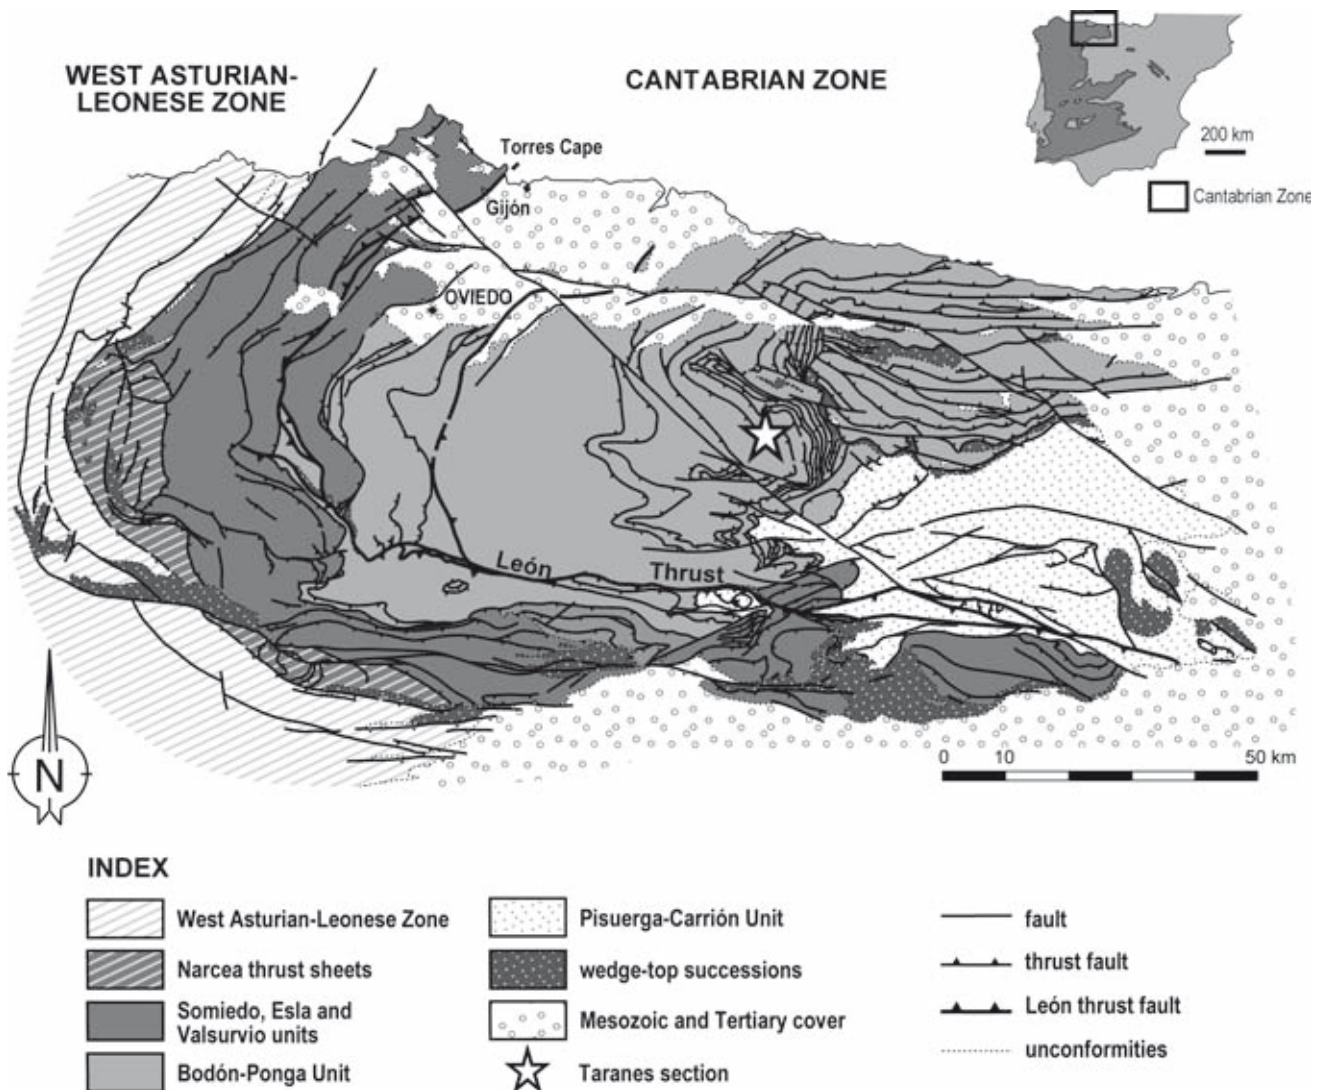 WEST ASTURIAN-
LEONESE ZONE
CANTABRIAN ZONE
200 km
Cantabrian Zone
Torres Cape
Gijón
OVIEDO
León Thrust
N
0 10 50 km
INDEX
West Asturian-Leonese Zone
Narcea thrust sheets
Somiedo, Esla and
Valsurvio units
Bodón-Ponga Unit
Pisuerga-Carrión Unit
wedge-top successions
Mesozoic and Tertiary cover
Taranes section
fault
thrust fault
León thrust fault
unconformities